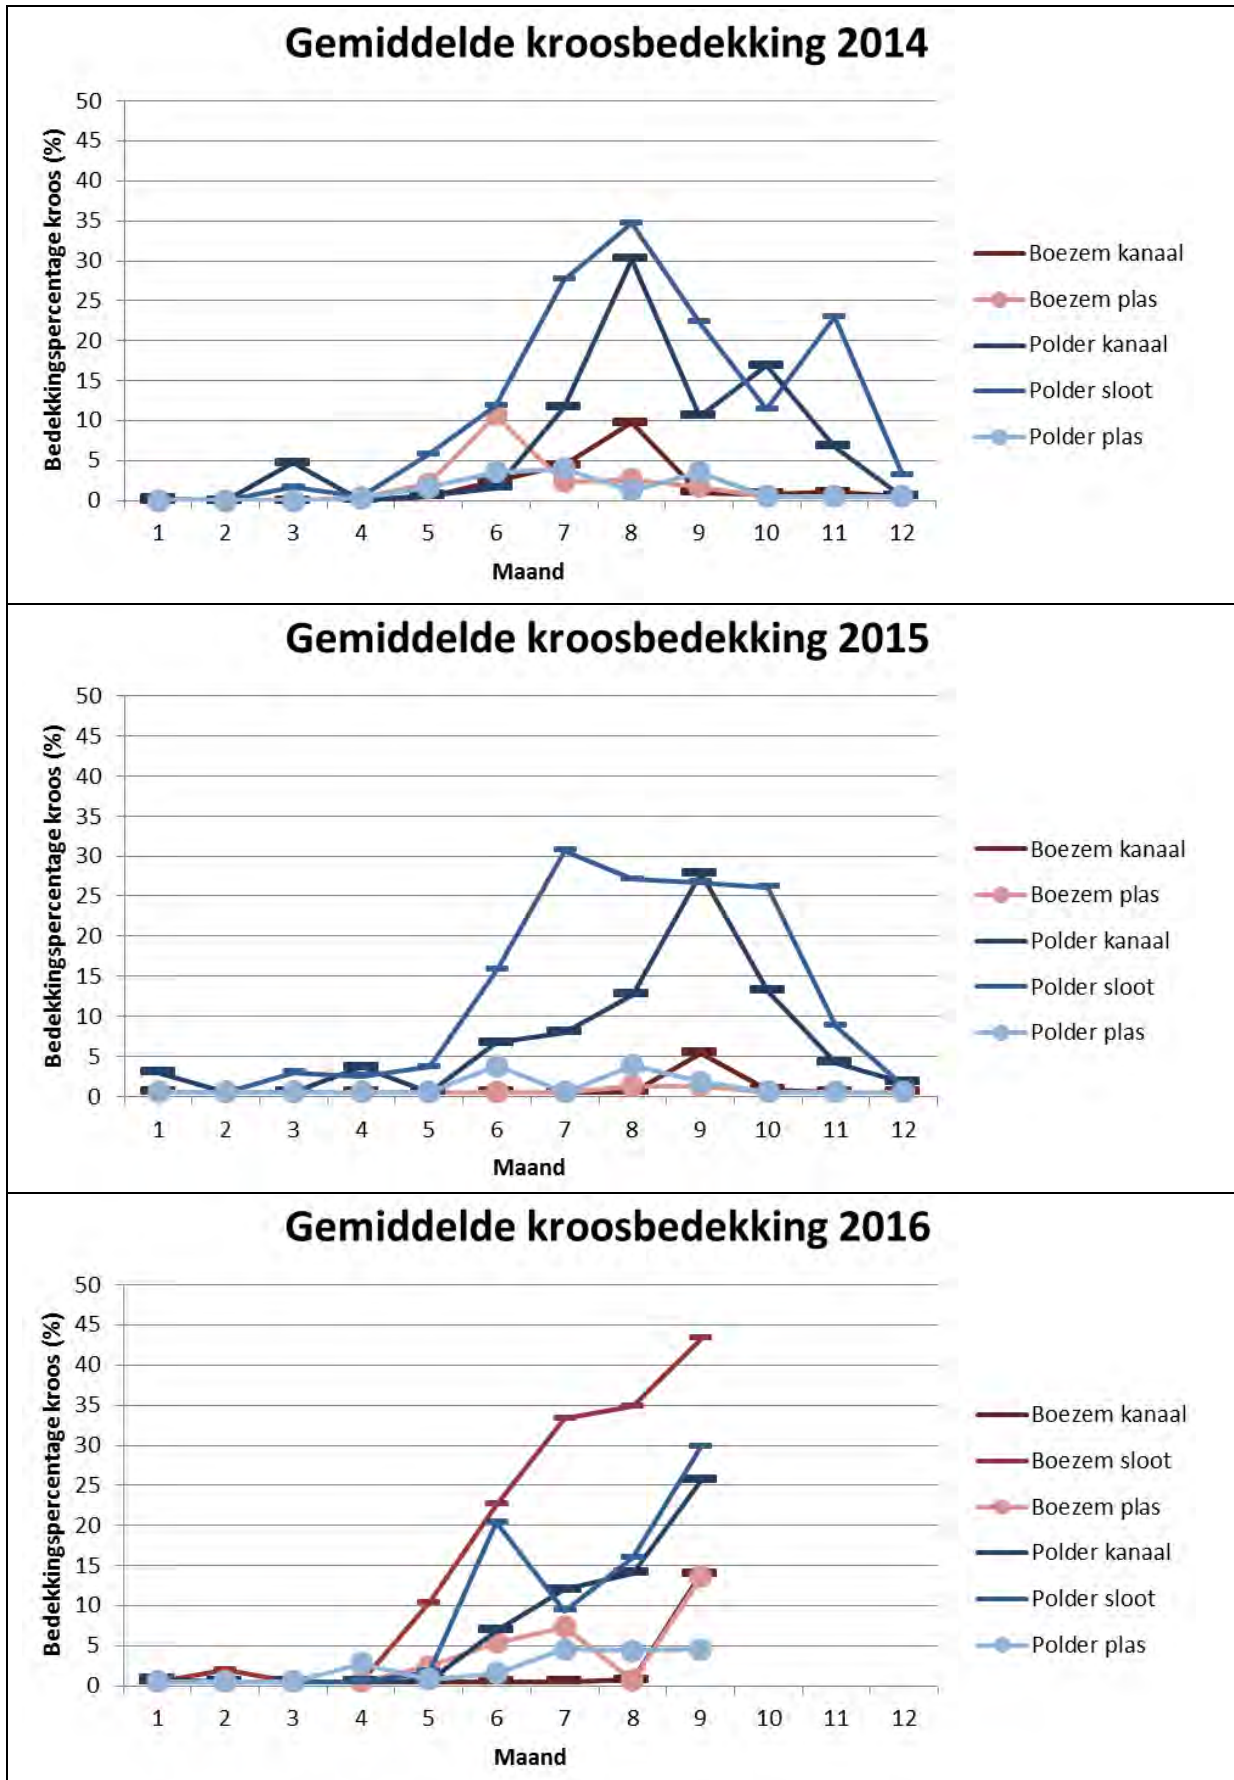 Gemiddelde kroosbedekking 2014
Bedekkingspercentage kroos (%)
50
45
40
35
30
25
20
15
10
5
0
1 2 3 4 5 6 7 8 9 10 11 12
Maand
Boezem kanaal
Boezem plas
Polder kanaal
Polder sloot
Polder plas
Gemiddelde kroosbedekking 2015
Bedekkingspercentage kroos (%)
50
45
40
35
30
25
20
15
10
5
0
1 2 3 4 5 6 7 8 9 10 11 12
Maand
Boezem kanaal
Boezem plas
Polder kanaal
Polder sloot
Polder plas
Gemiddelde kroosbedekking 2016
Bedekkingspercentage kroos (%)
50
45
40
35
30
25
20
15
10
5
0
1 2 3 4 5 6 7 8 9 10 11 12
Maand
Boezem kanaal
Boezem sloot
Boezem plas
Polder kanaal
Polder sloot
Polder plas